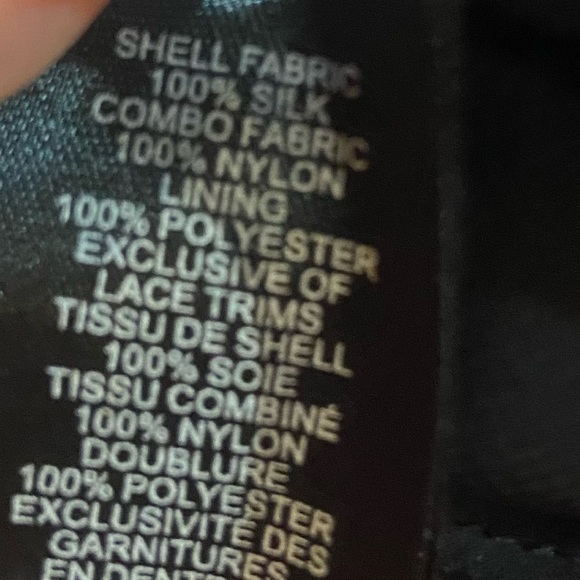 SHELL FABRIC
100% SILK
COMBO FABRIC
100% NYLON
LINING
100% POLYESTER
EXCLUSIVE OF
LACE TRIMS
TISSU DE SHELL
100% SOIE
TISSU COMBINÉ
100% NYLON
DOUBLURE
100% POLYESTER
EXCLUSIVITÉ DES
GARNITURES
EN